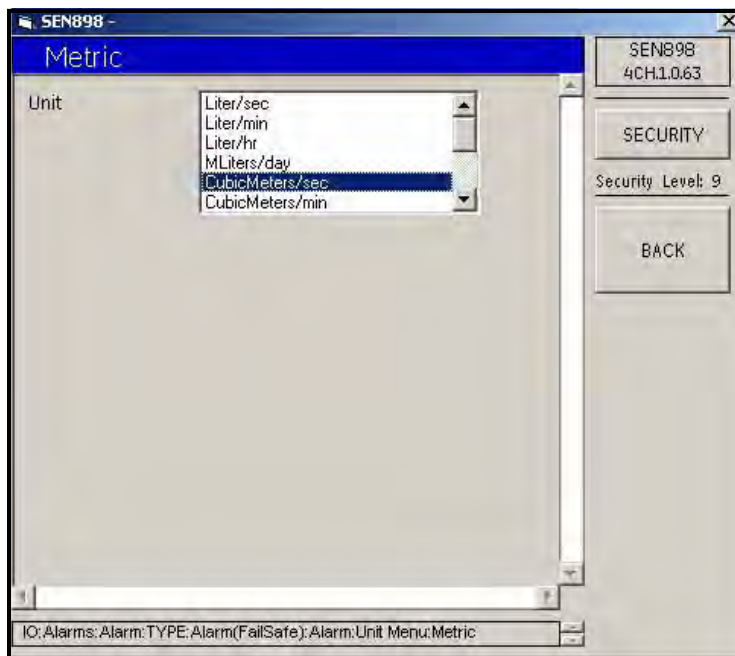 SEN898 -
Metric
Unit
Liter/sec
Liter/min
Liter/hr
MLiters/day
CubicMeters/sec
CubicMeters/min
SEN898
4CH.1.0.63
SECURITY
Security Level: 9
BACK
IO:Alarms:Alarm:TYPE:Alarm(FailSafe):Alarm:Unit Menu:Metric